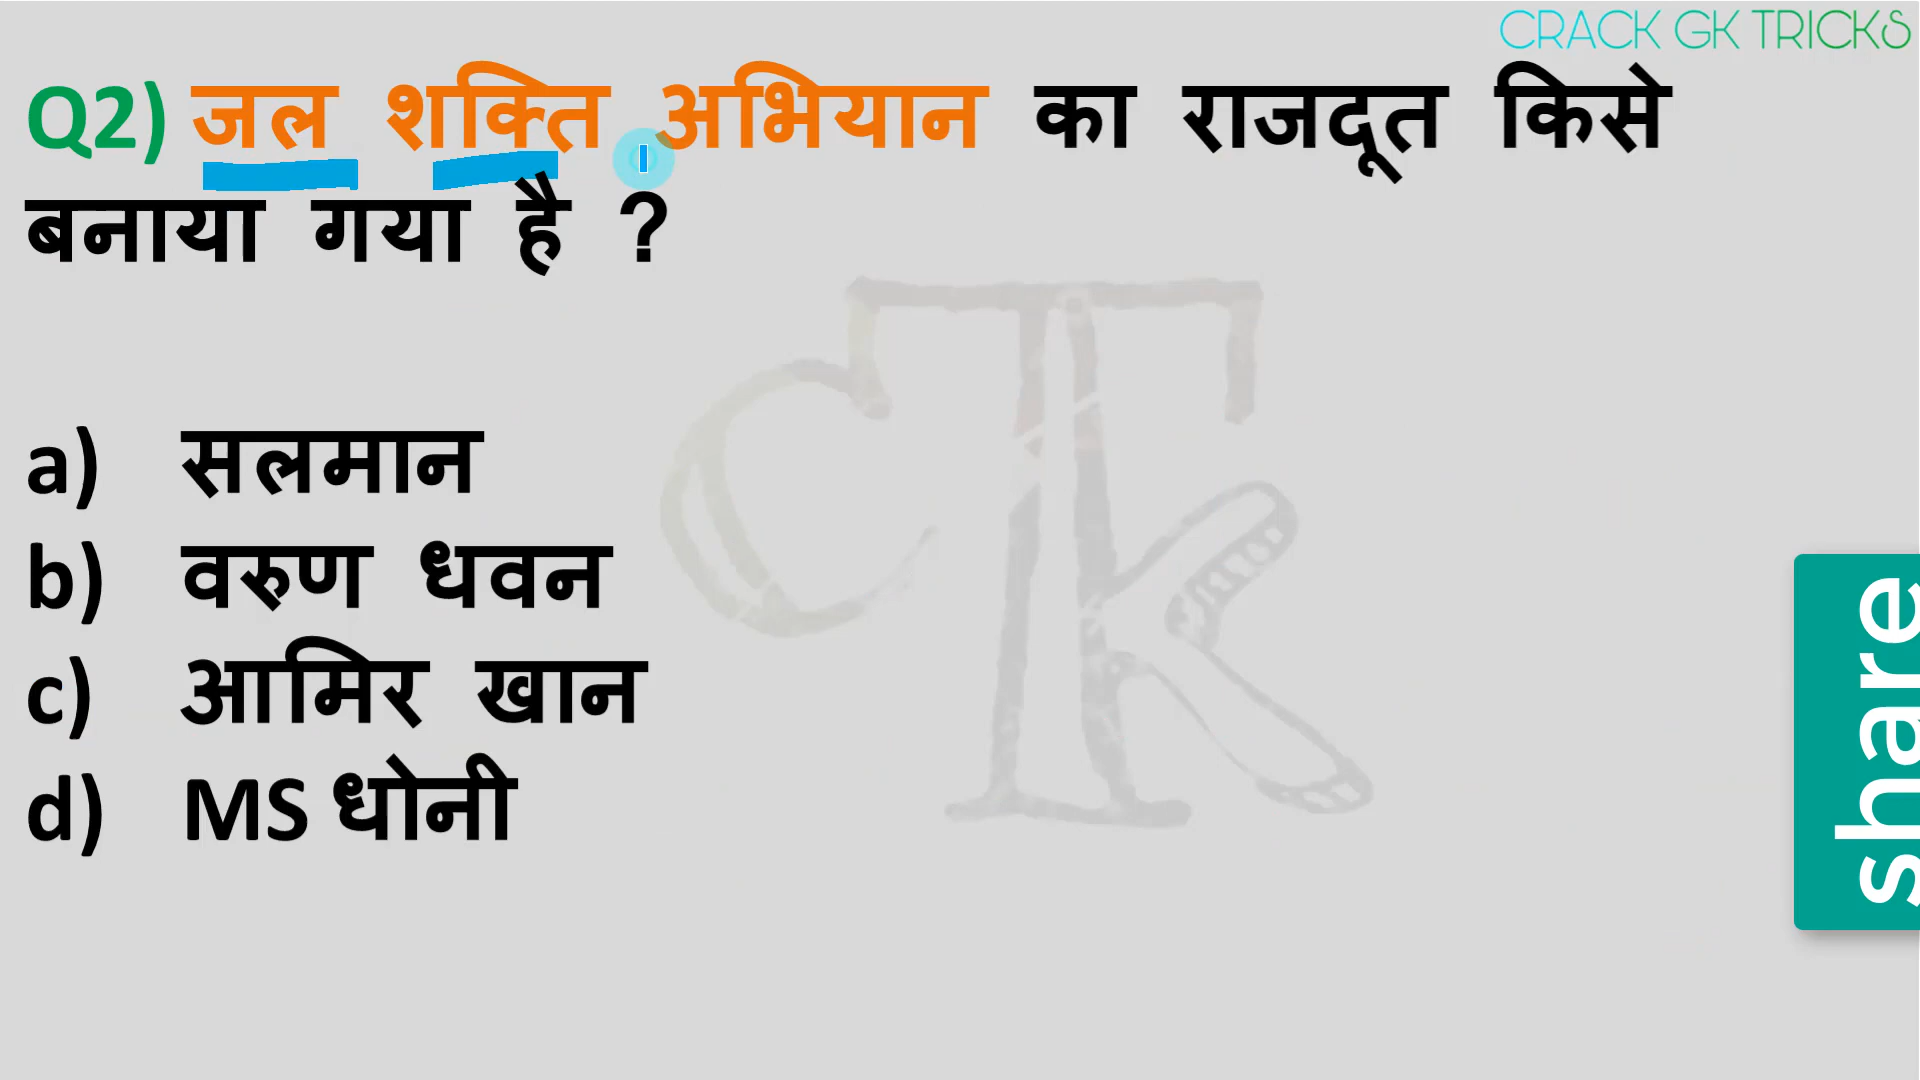 CRACK GK TRICKS
Q2) जल शक्ति अभियान का राजदूत किसे
बनाया गया है ?
a) सलमान
b) वरुण धवन
c) आमिर खान
d) MS धोनी
share